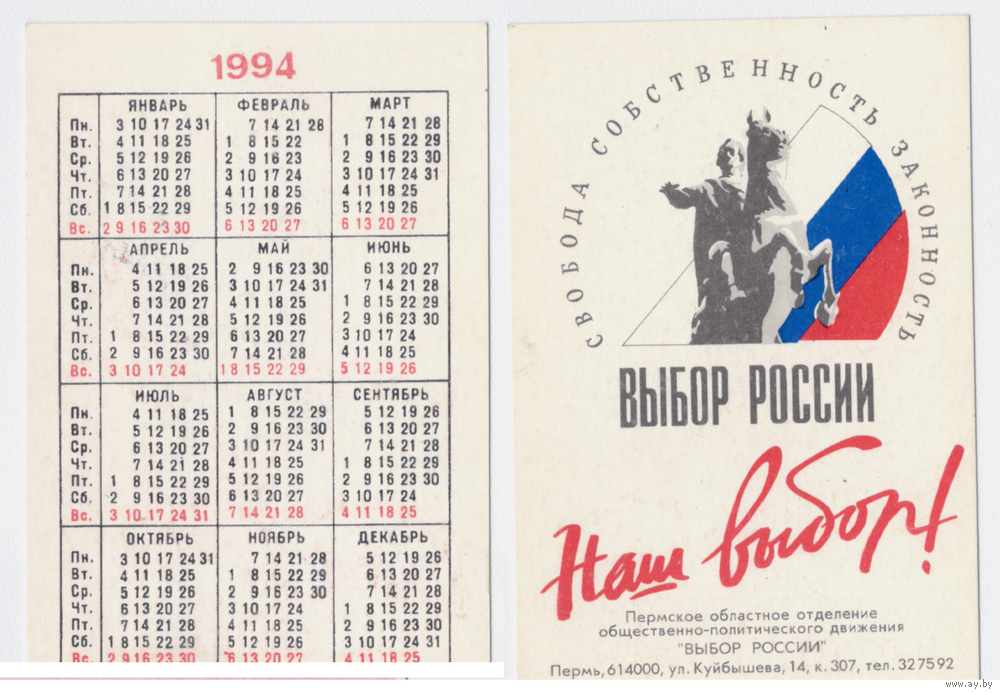 1994
ЯНВАРЬ ФЕВРАЛЬ МАРТ
Пн. 3 10 17 24 31 7 14 21 28 7 14 21 28
Вт. 4 11 18 25 1 8 15 22 1 8 15 22 29
Ср. 5 12 19 26 2 9 16 23 2 9 16 23 30
Чт. 6 13 20 27 3 10 17 24 3 10 17 24 31
Пт. 7 14 21 28 4 11 18 25 4 11 18 25
Сб. 1 8 15 22 29 5 12 19 26 5 12 19 26
Вс. 2 9 16 23 30 6 13 20 27 6 13 20 27
АПРЕЛЬ МАЙ ИЮНЬ
Пн. 4 11 18 25 2 9 16 23 30 6 13 20 27
Вт. 5 12 19 26 3 10 17 24 31 7 14 21 28
Ср. 6 13 20 27 4 11 18 25 1 8 15 22 29
Чт. 7 14 21 28 5 12 19 26 2 9 16 23 30
Пт. 1 8 15 22 29 6 13 20 27 3 10 17 24
Сб. 2 9 16 23 30 7 14 21 28 4 11 18 25
Вс. 3 10 17 24 1 8 15 22 29 5 12 19 26
ИЮЛЬ АВГУСТ СЕНТЯБРЬ
Пн. 4 11 18 25 1 8 15 22 29 5 12 19 26
Вт. 5 12 19 26 2 9 16 23 30 6 13 20 27
Ср. 6 13 20 27 3 10 17 24 31 7 14 21 28
Чт. 7 14 21 28 4 11 18 25 1 8 15 22 29
Пт. 1 8 15 22 29 5 12 19 26 2 9 16 23 30
Сб. 2 9 16 23 30 6 13 20 27 3 10 17 24
Вс. 3 10 17 24 31 7 14 21 28 4 11 18 25
ОКТЯБРЬ НОЯБРЬ ДЕКАБРЬ
Пн. 3 10 17 24 31 7 14 21 28 5 12 19 26
Вт. 4 11 18 25 1 8 15 22 29 6 13 20 27
Ср. 5 12 19 26 2 9 16 23 30 7 14 21 28
Чт. 6 13 20 27 3 10 17 24 1 8 15 22 29
Пт. 7 14 21 28 4 11 18 25 2 9 16 23 30
Сб. 1 8 15 22 29 5 12 19 26 3 10 17 24 31
Вс. 2 9 16 23 30 6 13 20 27 4 11 18 25
СВОБОДА СОБСТВЕННОСТЬ ЗАКОННОСТЬ
ВЫБОР РОССИИ
Наш выбор!
Пермское областное отделение
общественно-политического движения
"ВЫБОР РОССИИ"
Пермь, 614000, ул. Куйбышева, 14, к. 307, тел. 327592
www.ay.by